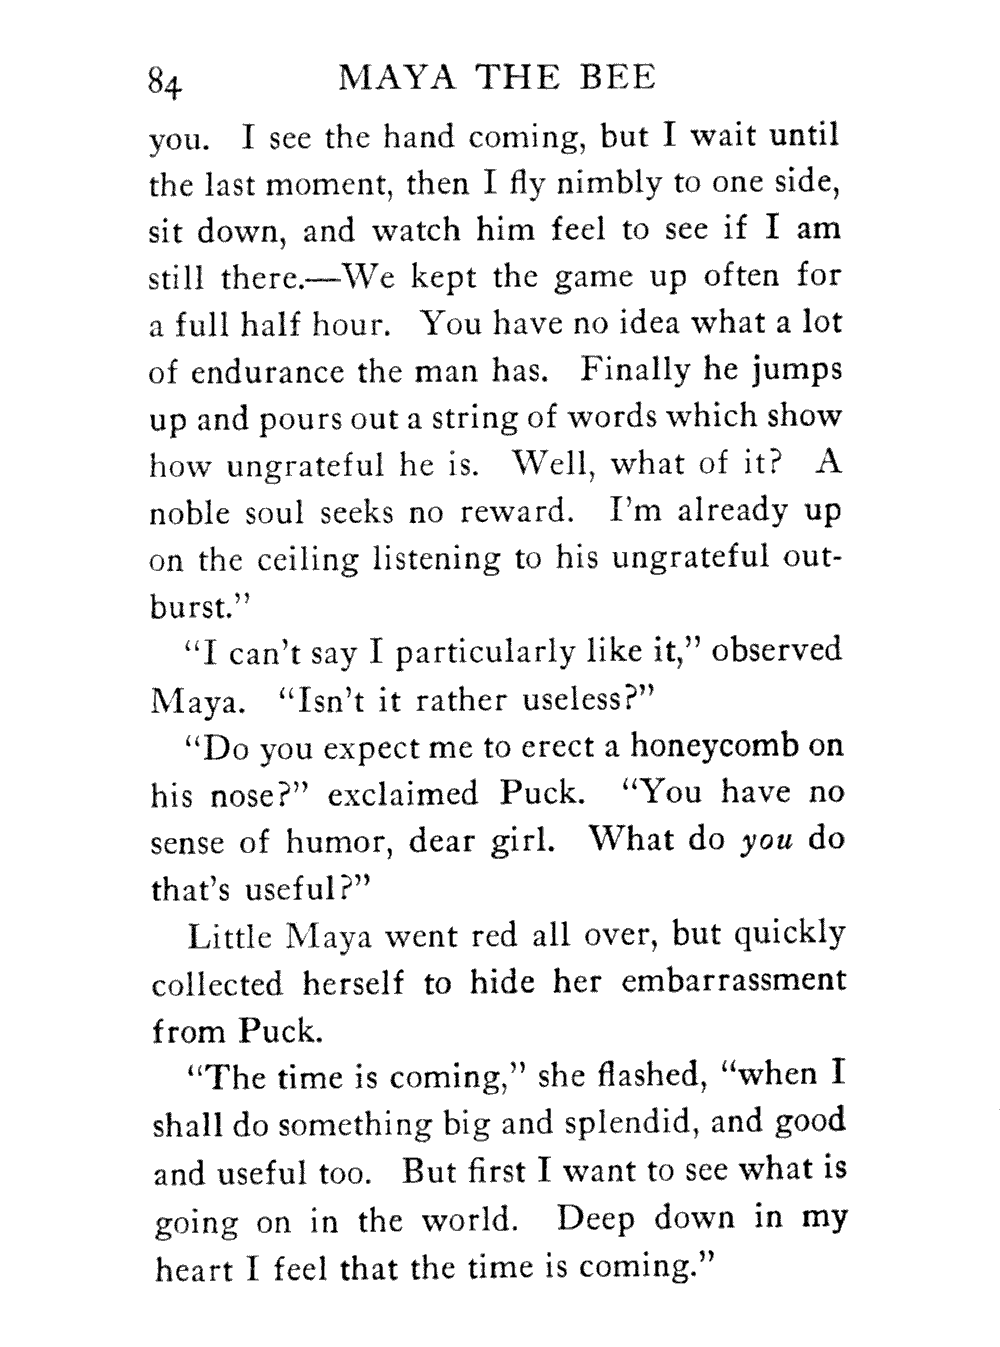 84 MAYA THE BEE
you. I see the hand coming, but I wait until
the last moment, then I fly nimbly to one side,
sit down, and watch him feel to see if I am
still there.—We kept the game up often for
a full half hour. You have no idea what a lot
of endurance the man has. Finally he jumps
up and pours out a string of words which show
how ungrateful he is. Well, what of it? A
noble soul seeks no reward. I’m already up
on the ceiling listening to his ungrateful out-
burst.”
“I can’t say I particularly like it,” observed
Maya. “Isn’t it rather useless?”
“Do you expect me to erect a honeycomb on
his nose?” exclaimed Puck. “You have no
sense of humor, dear girl. What do you do
that’s useful?”
Little Maya went red all over, but quickly
collected herself to hide her embarrassment
from Puck.
“The time is coming,” she flashed, “when I
shall do something big and splendid, and good
and useful too. But first I want to see what is
going on in the world. Deep down in my
heart I feel that the time is coming.”